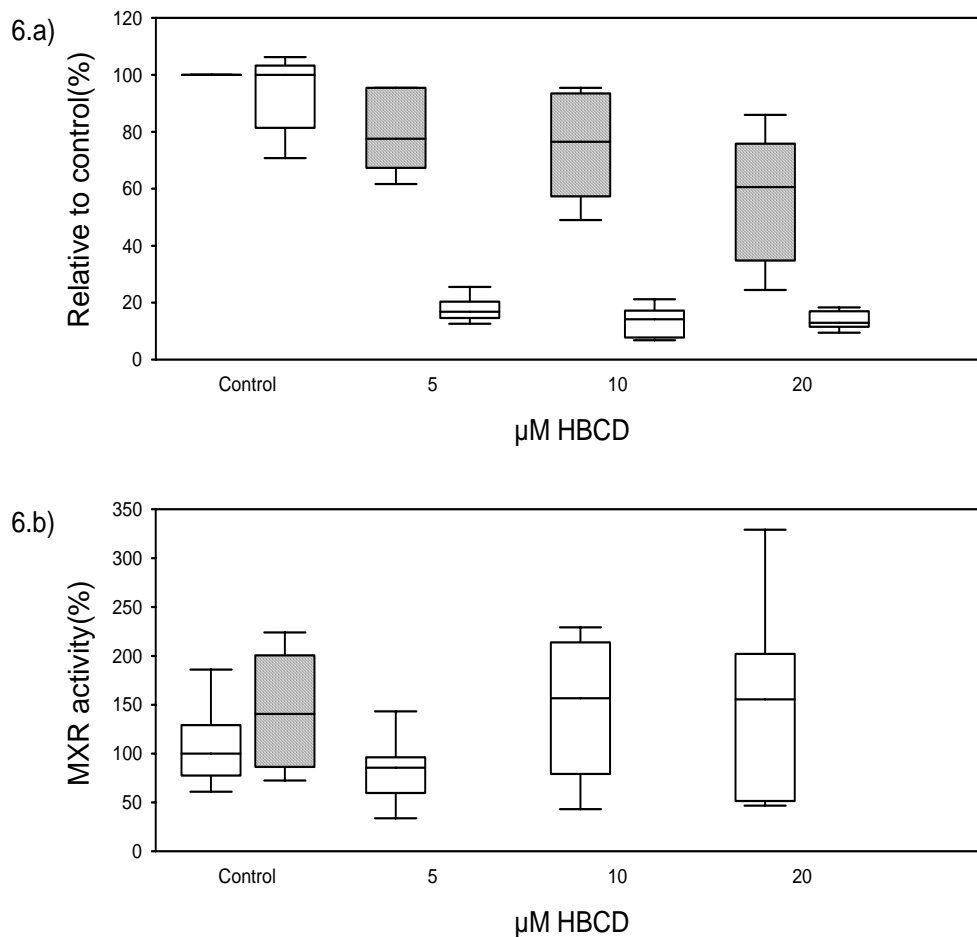 6.a)
Relative to control(%)
120
100
80
60
40
20
0
Control 5 10 20
µM HBCD
6.b)
MXR activity(%)
350
300
250
200
150
100
50
0
Control 5 10 20
µM HBCD